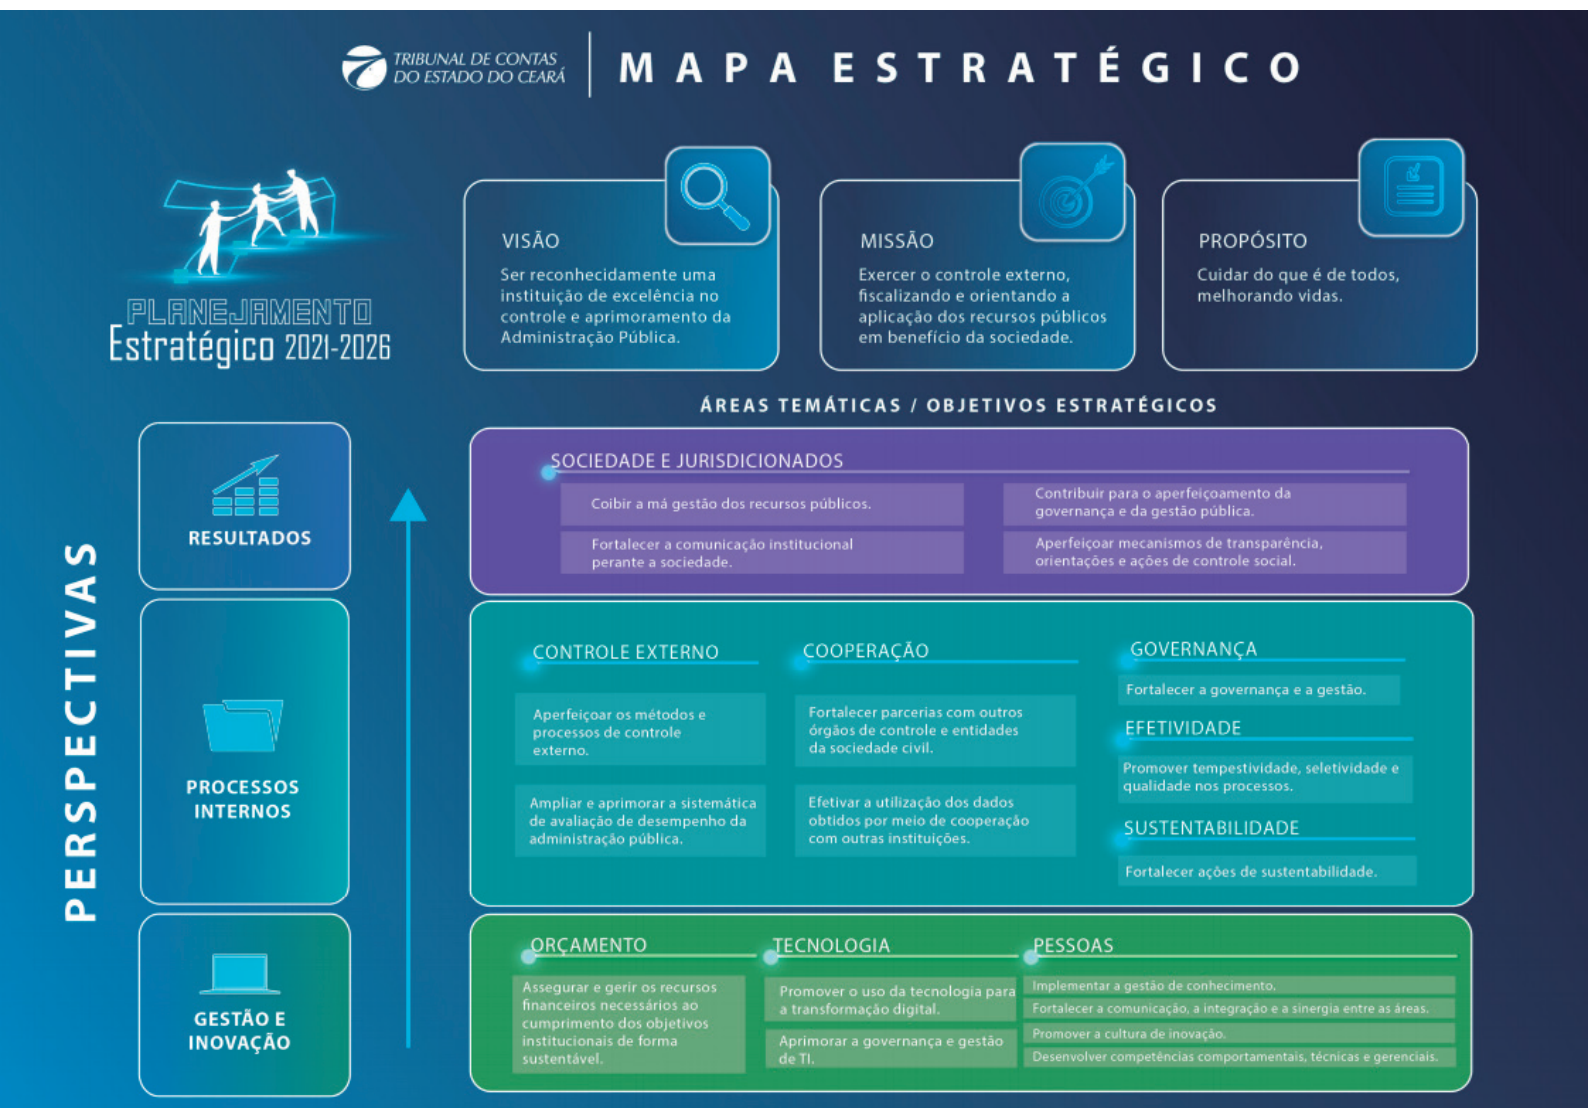 TRIBUNAL DE CONTAS
DO ESTADO DO CEARÁ
MAPA ESTRATÉGICO
PLANEJAMENTO
Estratégico 2021-2026
VISÃO
Ser reconhecidamente uma
instituição de excelência no
controle e aprimoramento da
Administração Pública.
MISSÃO
Exercer o controle externo,
fiscalizando e orientando a
aplicação dos recursos públicos
em benefício da sociedade.
PROPÓSITO
Cuidar do que é de todos,
melhorando vidas.
ÁREAS TEMÁTICAS / OBJETIVOS ESTRATÉGICOS
PERSPECTIVAS
RESULTADOS
SOCIEDADE E JURISDICIONADOS
Coibir a má gestão dos recursos públicos.
Contribuir para o aperfeiçoamento da
governança e da gestão pública.
Fortalecer a comunicação institucional
perante a sociedade.
Aperfeiçoar mecanismos de transparência,
orientações e ações de controle social.
PROCESSOS
INTERNOS
CONTROLE EXTERNO
Aperfeiçoar os métodos e
processos de controle
externo.
Ampliar e aprimorar a sistemática
de avaliação de desempenho da
administração pública.
COOPERAÇÃO
Fortalecer parcerias com outros
órgãos de controle e entidades
da sociedade civil.
Efetivar a utilização dos dados
obtidos por meio de cooperação
com outras instituições.
GOVERNANÇA
Fortalecer a governança e a gestão.
EFETIVIDADE
Promover tempestividade, seletividade e
qualidade nos processos.
SUSTENTABILIDADE
Fortalecer ações de sustentabilidade.
GESTÃO E
INOVAÇÃO
ORÇAMENTO
Assegurar e gerir os recursos
financeiros necessários ao
cumprimento dos objetivos
institucionais de forma
sustentável.
TECNOLOGIA
Promover o uso da tecnologia para
a transformação digital.
Aprimorar a governança e gestão
de TI.
PESSOAS
Implementar a gestão de conhecimento.
Fortalecer a comunicação, a integração e a sinergia entre as áreas.
Promover a cultura de inovação.
Desenvolver competências comportamentais, técnicas e gerenciais.